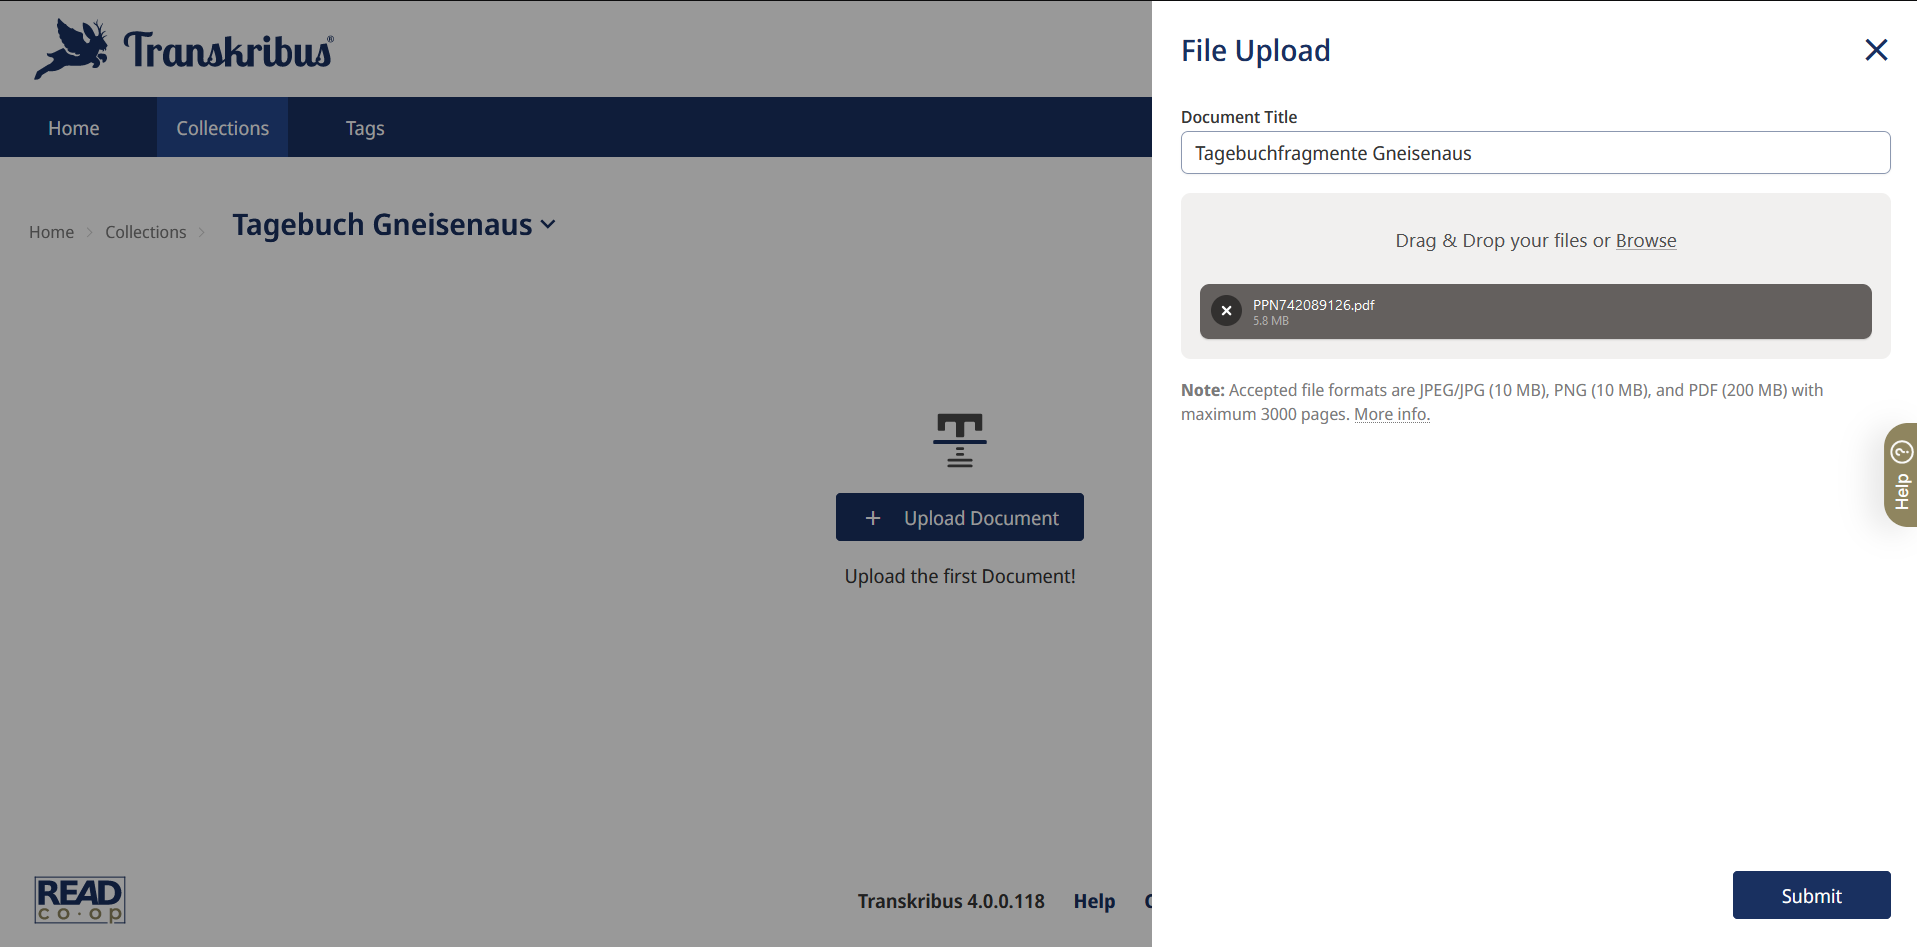 Transkribus®
Home
Collections
Tags
Home > Collections > Tagebuch Gneisenaus
+ Upload Document
Upload the first Document!
READ
co·op
Transkribus 4.0.0.118 Help
File Upload
Document Title
Tagebuchfragmente Gneisenaus
Drag & Drop your files or Browse
PPN742089126.pdf
5.8 MB
Note: Accepted file formats are JPEG/JPG (10 MB), PNG (10 MB), and PDF (200 MB) with
maximum 3000 pages. More info.
Help
Submit